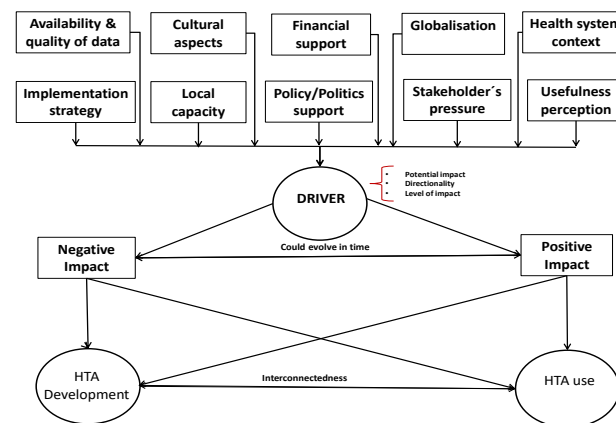 Availability &
quality of data
Cultural
aspects
Financial
support
Globalisation
Health system
context
Implementation
strategy
Local
capacity
Policy/Politics
support
Stakeholder´s
pressure
Usefulness
perception
DRIVER
• Potential impact
• Directionality
• Level of impact
Negative
Impact
Could evolve in time
Positive
Impact
HTA
Development
Interconnectedness
HTA use